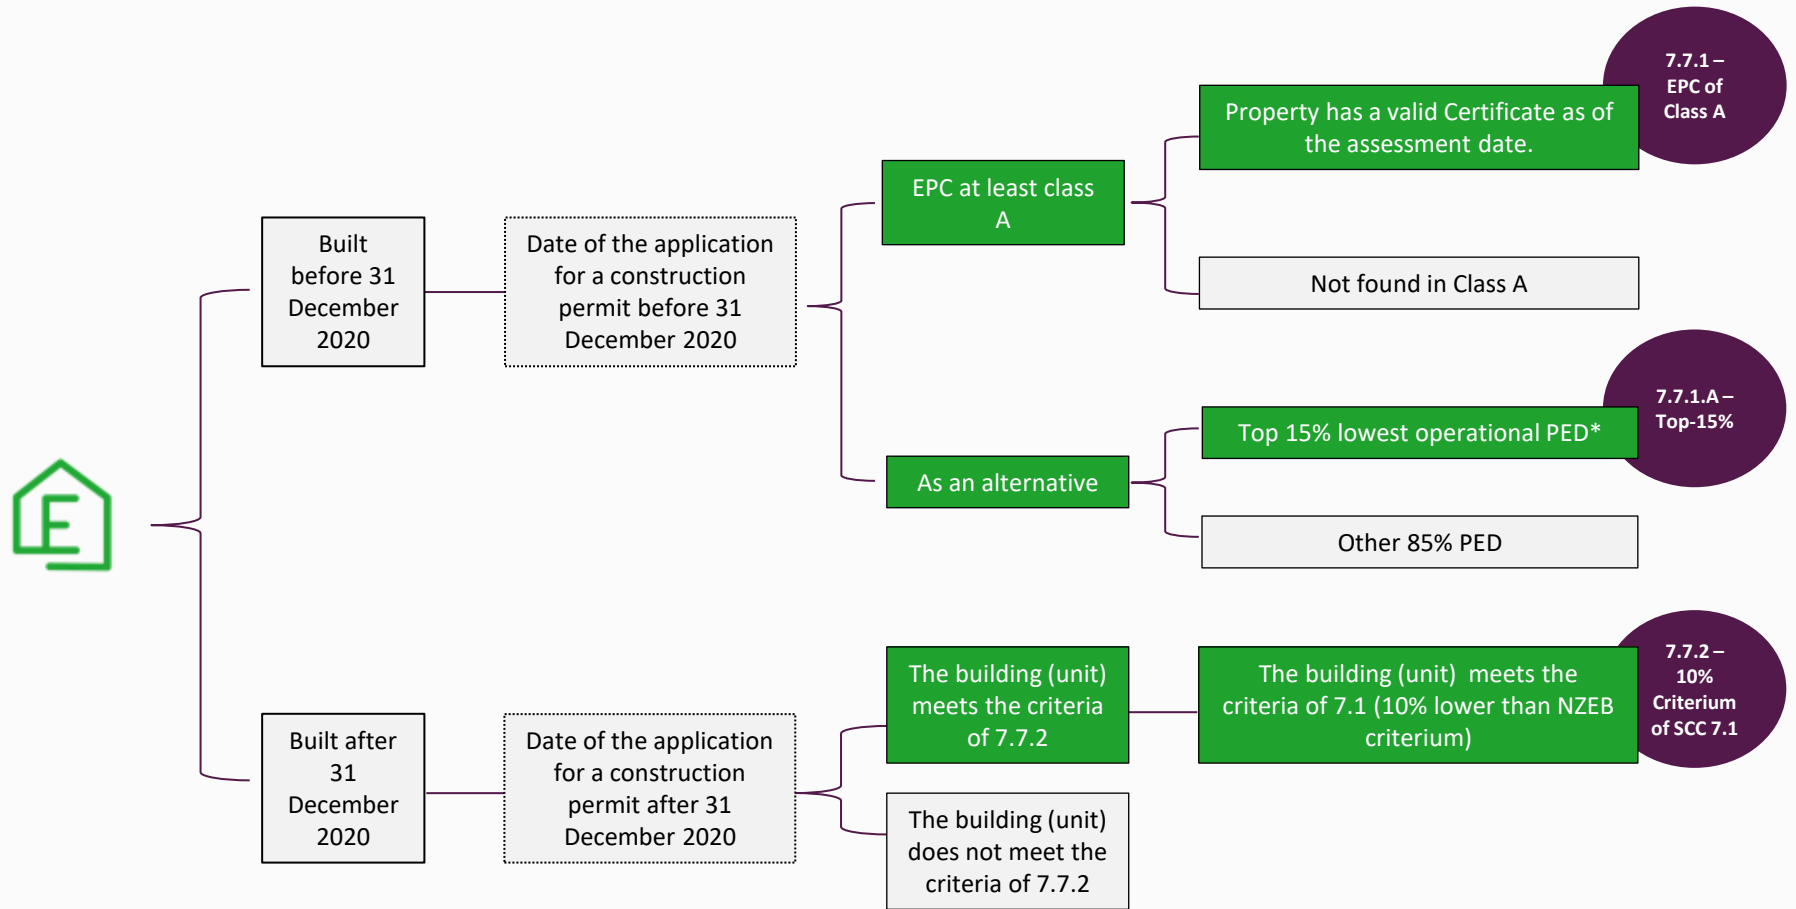 7.7.1 –
EPC of
Class A
Property has a valid Certificate as of
the assessment date.
EPC at least class
A
Built
before 31
December
2020
Date of the application
for a construction
permit before 31
December 2020
Not found in Class A
7.7.1.A –
Top-15%
Top 15% lowest operational PED*
As an alternative
Other 85% PED
E
7.7.2 –
10%
Criterium
of SCC 7.1
The building (unit)
meets the criteria
of 7.7.2
The building (unit)  meets the
criteria of 7.1 (10% lower than NZEB
criterium)
Built after
31
December
2020
Date of the application
for a construction
permit after 31
December 2020
The building (unit)
does not meet the
criteria of 7.7.2